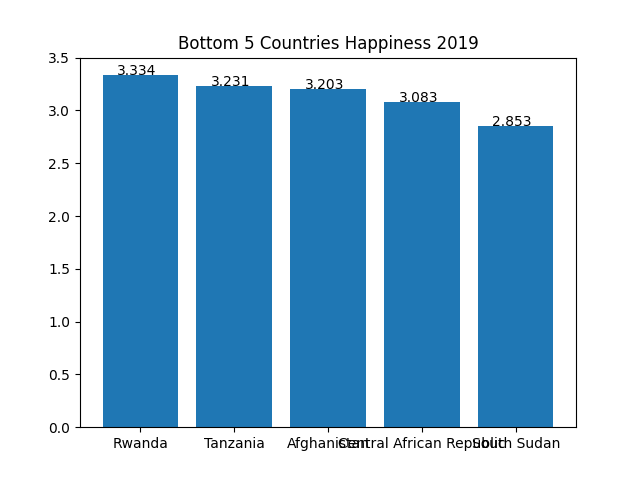 Bottom 5 Countries Happiness 2019
3.5
3.0
2.5
2.0
1.5
1.0
0.5
0.0
3.334
3.231
3.203
3.083
2.853
Rwanda
Tanzania
Afghanistan
Central African Republic
South Sudan